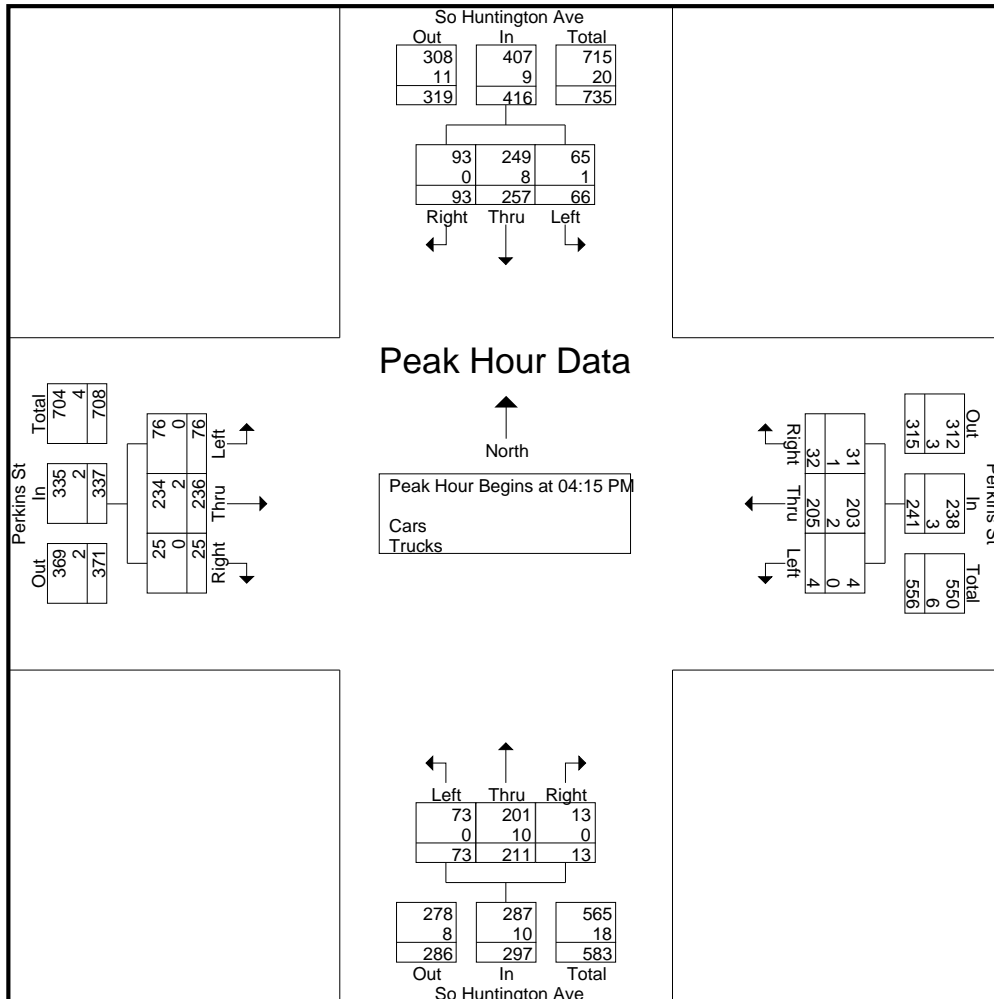 So Huntington Ave
Out In Total
308 407 715
11 9 20
319 416 735
93 249 65
0 8 1
93 257 66
Right Thru Left
Peak Hour Data
North
Peak Hour Begins at 04:15 PM
Cars
Trucks
Perkins St
Out In Total
369 335 704
2 2 4
371 337 708
Right Thru Left
25 234 76
0 2 0
25 236 76
Perkins St
Out In Total
312 238 550
3 3 6
315 241 556
31 203 4
1 2 0
32 205 4
Right Thru Left
Left Thru Right
73 201 13
0 10 0
73 211 13
278 287 565
8 10 18
286 297 583
Out In Total
So Huntington Ave